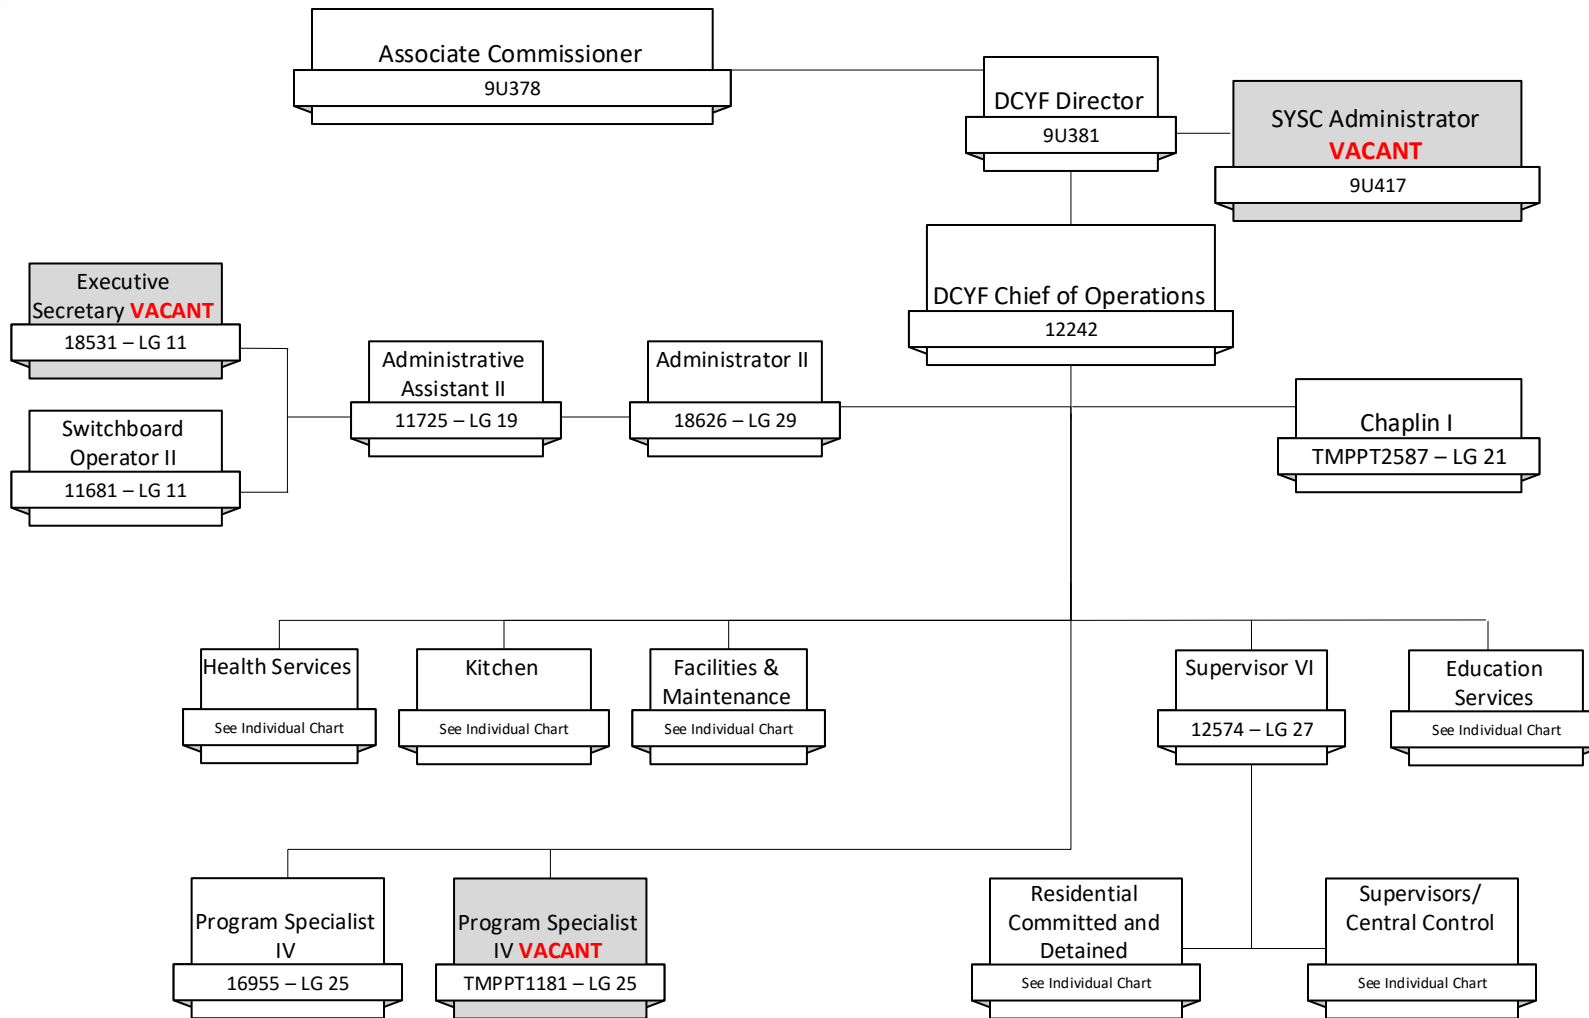 Associate Commissioner
9U378
DCYF Director
9U381
SYSC Administrator
VACANT
9U417
DCYF Chief of Operations
12242
Executive
Secretary VACANT
18531 – LG 11
Switchboard
Operator II
11681 – LG 11
Administrative
Assistant II
11725 – LG 19
Administrator II
18626 – LG 29
Chaplin I
TMPPT2587 – LG 21
Health Services
See Individual Chart
Kitchen
See Individual Chart
Facilities &
Maintenance
See Individual Chart
Supervisor VI
12574 – LG 27
Education
Services
See Individual Chart
Program Specialist
IV
16955 – LG 25
Program Specialist
IV VACANT
TMPPT1181 – LG 25
Residential
Committed and
Detained
See Individual Chart
Supervisors/
Central Control
See Individual Chart